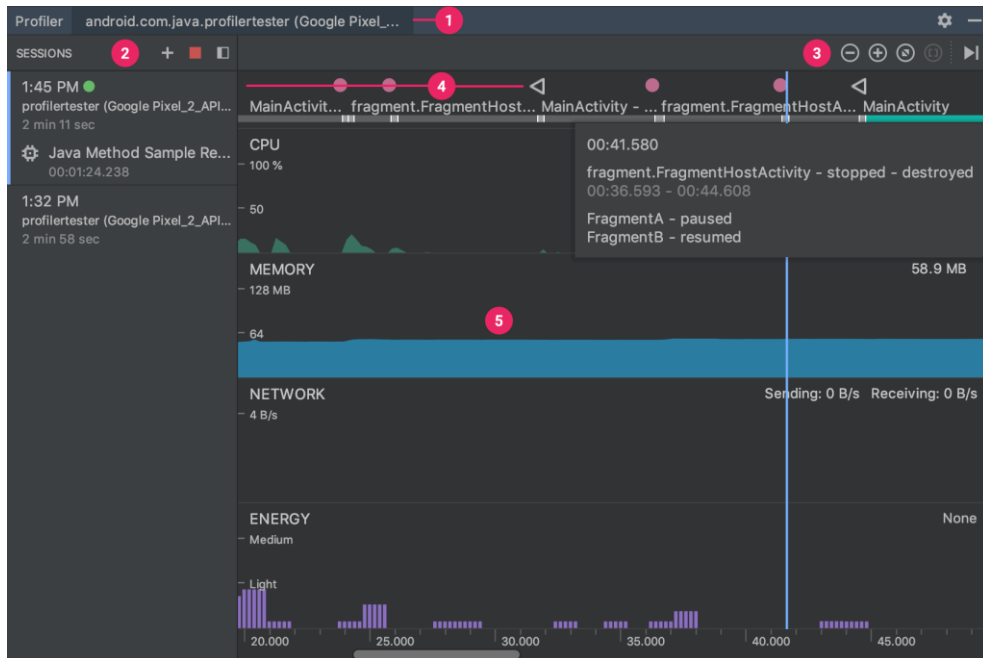 Profiler android.com.java.profilertester (Google Pixel_... 1
SESSIONS 2 3
1:45 PM
profilertester (Google Pixel_2_API...
2 min 11 sec
Java Method Sample Re...
00:01:24.238
1:32 PM
profilertester (Google Pixel_2_API...
2 min 58 sec
4
MainActivit... fragment.FragmentHost... MainActivity - ... fragment.FragmentHostA... MainActivity
CPU
100 %
50
00:41.580
fragment.FragmentHostActivity - stopped - destroyed
00:36.593 - 00:44.608
FragmentA - paused
FragmentB - resumed
MEMORY 58.9 MB
128 MB
5
64
NETWORK Sending: 0 B/s Receiving: 0 B/s
4 B/s
ENERGY None
Medium
Light
20.000 25.000 30.000 35.000 40.000 45.000